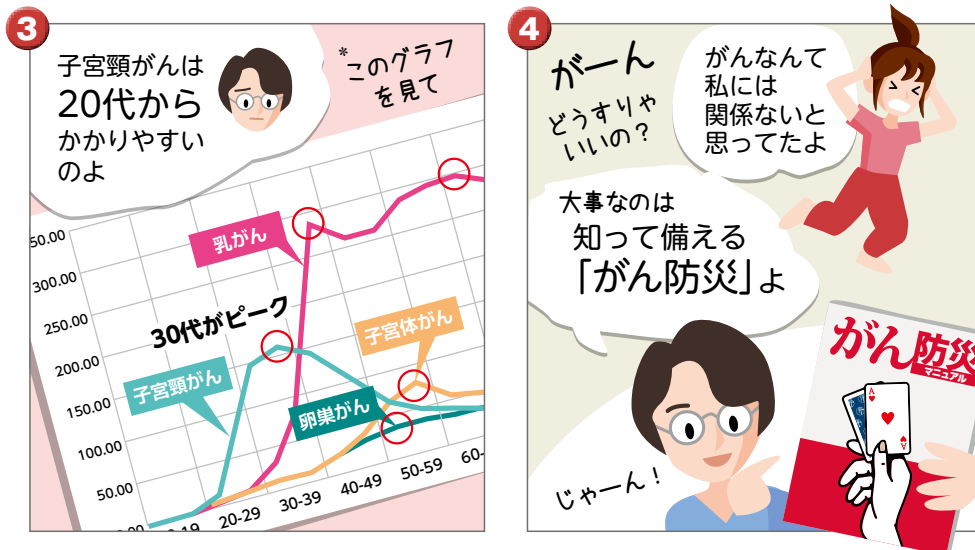 3
子宮頸がんは
20代から
かかりやすい
のよ
*このグラフ
を見て
50.00
300.00
250.00
200.00
150.00
100.00
50.00
0.00
乳がん
30代がピーク
子宮頸がん
子宮体がん
卵巣がん
-19
20-29
30-39
40-49
50-59
60-
4
がーん
どうすりゃ
いいの?
がんなんて
私には
関係ないと
思ってたよ
大事なのは
知って備える
「がん防災」よ
じゃーん!
がん防災
マニュアル
A
A